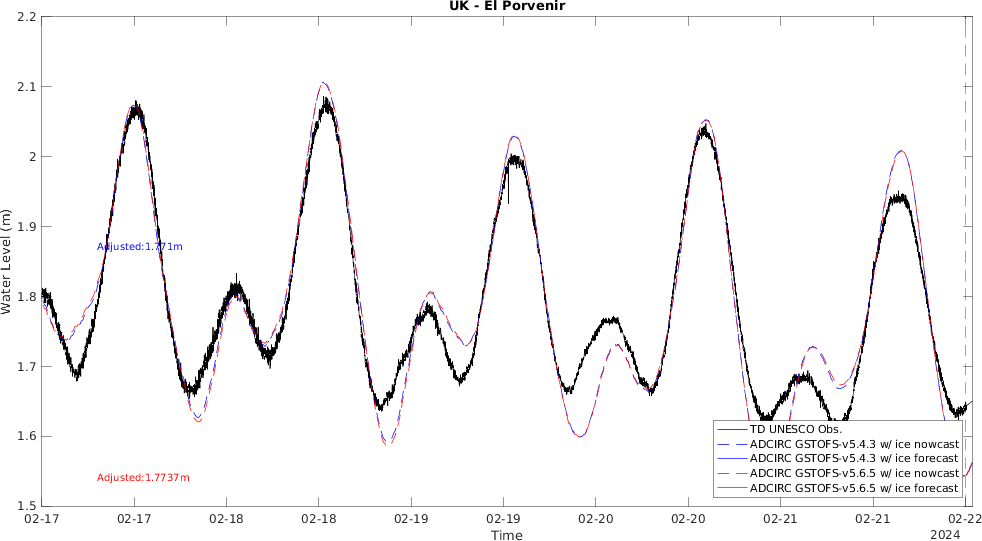 UK - El Porvenir
2.2
2.1
2
1.9
1.8
1.7
1.6
1.5
Water Level (m)
Adjusted:1.771m
Adjusted:1.7737m
TD UNESCO Obs.
ADCIRC GSTOFS-v5.4.3 w/ ice nowcast
ADCIRC GSTOFS-v5.4.3 w/ ice forecast
ADCIRC GSTOFS-v5.6.5 w/ ice nowcast
ADCIRC GSTOFS-v5.6.5 w/ ice forecast
02-17 02-17 02-18 02-18 02-19 02-19 02-20 02-20 02-21 02-21 02-22
Time
2024